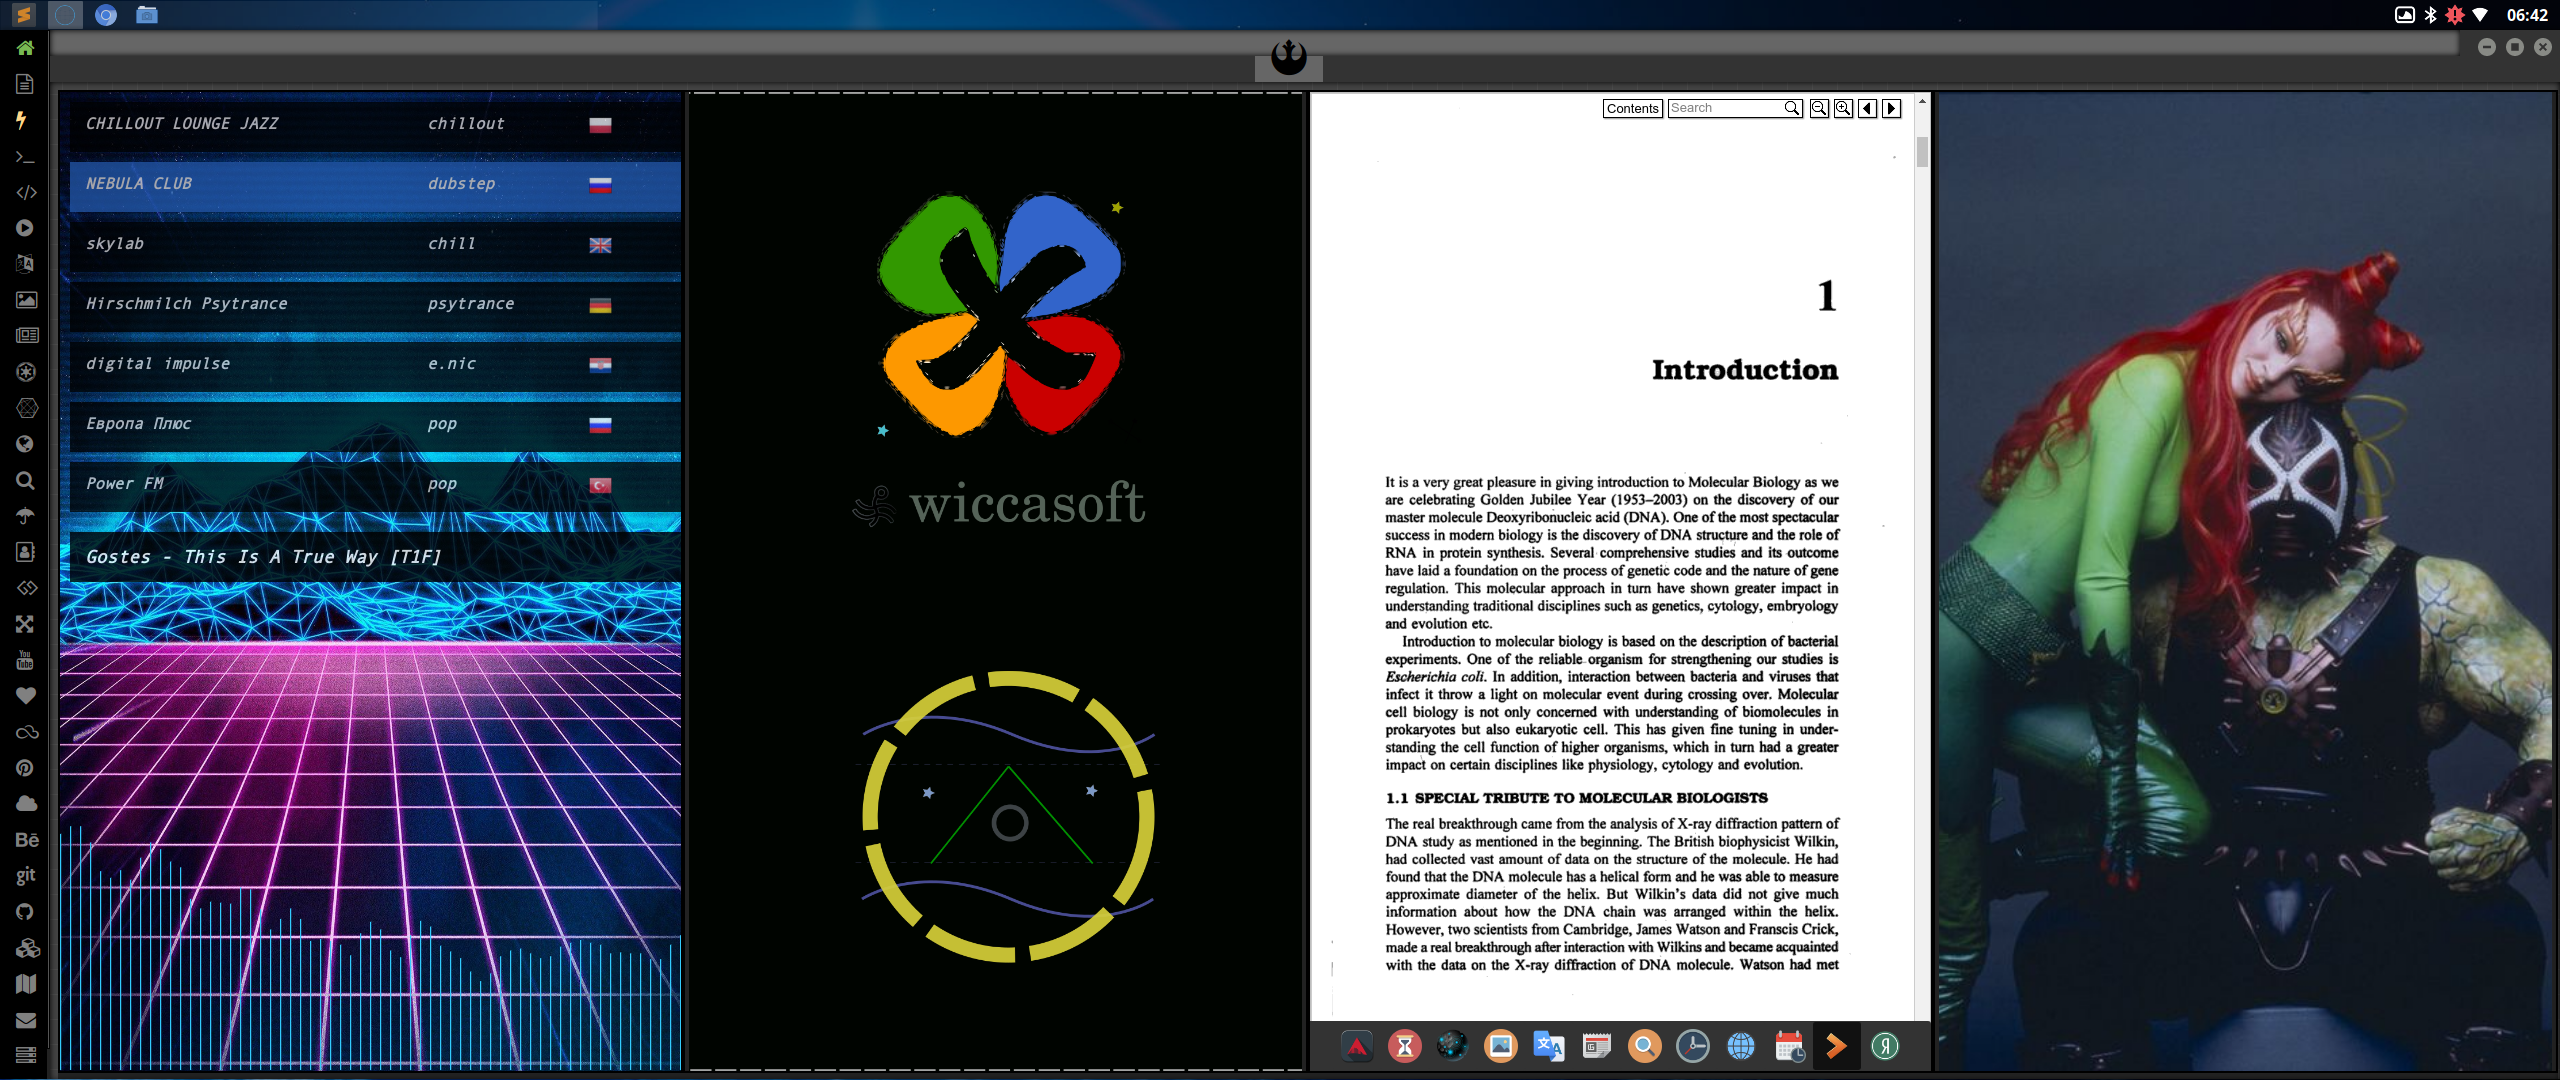 06:42
CHILLOUT LOUNGE JAZZ chillout
NEBULA CLUB dubstep
skylab chill
Hirschmilch Psytrance psytrance
digital impulse e.nic
Европа Плюс pop
Power FM pop
Gostes - This Is A True Way [T1F]
You
Tube
Bē
git
wiccasoft
Contents Search
1
Introduction
It is a very great pleasure in giving introduction to Molecular Biology as we
are celebrating Golden Jubilee Year (1953–2003) on the discovery of our
master molecule Deoxyribonucleic acid (DNA). One of the most spectacular
success in modern biology is the discovery of DNA structure and the role of
RNA in protein synthesis. Several comprehensive studies and its outcome
have laid a foundation on the process of genetic code and the nature of gene
regulation. This molecular approach in turn have shown greater impact in
understanding traditional disciplines such as genetics, cytology, embryology
and evolution etc.
Introduction to molecular biology is based on the description of bacterial
experiments. One of the reliable organism for strengthening our studies is
Escherichia coli. In addition, interaction between bacteria and viruses that
infect it throw a light on molecular event during crossing over. Molecular
cell biology is not only concerned with understanding of biomolecules in
prokaryotes but also eukaryotic cell. This has given fine tuning in under-
standing the cell function of higher organisms, which in turn had a greater
impact on certain disciplines like physiology, cytology and evolution.
1.1 SPECIAL TRIBUTE TO MOLECULAR BIOLOGISTS
The real breakthrough came from the analysis of X-ray diffraction pattern of
DNA study as mentioned in the beginning. The British biophysicist Wilkin,
had collected vast amount of data on the structure of the molecule. He had
found that the DNA molecule has a helical form and he was able to measure
approximate diameter of the helix. But Wilkin's data did not give much
information about how the DNA chain was arranged within the helix.
However, two scientists from Cambridge, James Watson and Franscis Crick,
made a real breakthrough after interaction with Wilkins and became acquainted
with the data on the X-ray diffraction of DNA molecule. Watson had met